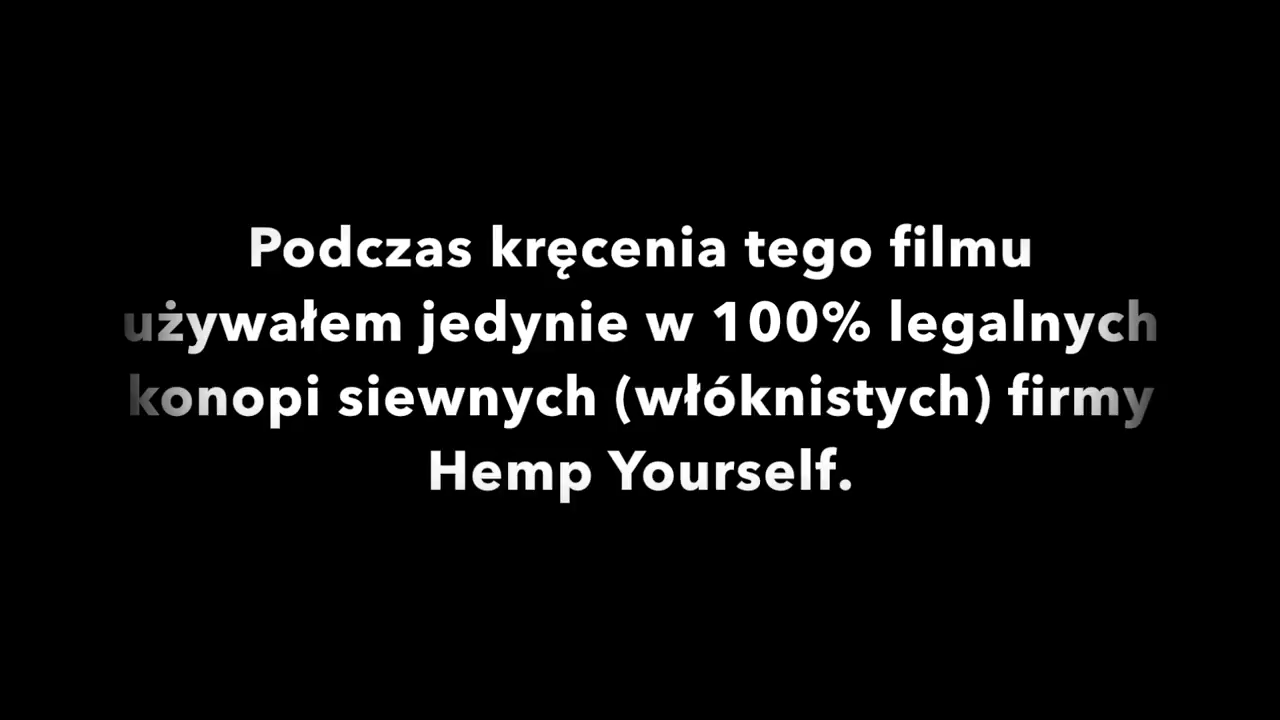 Podczas kręcenia tego filmu
używałem jedynie w 100% legalnych
konopi siewnych (włóknistych) firmy
Hemp Yourself.